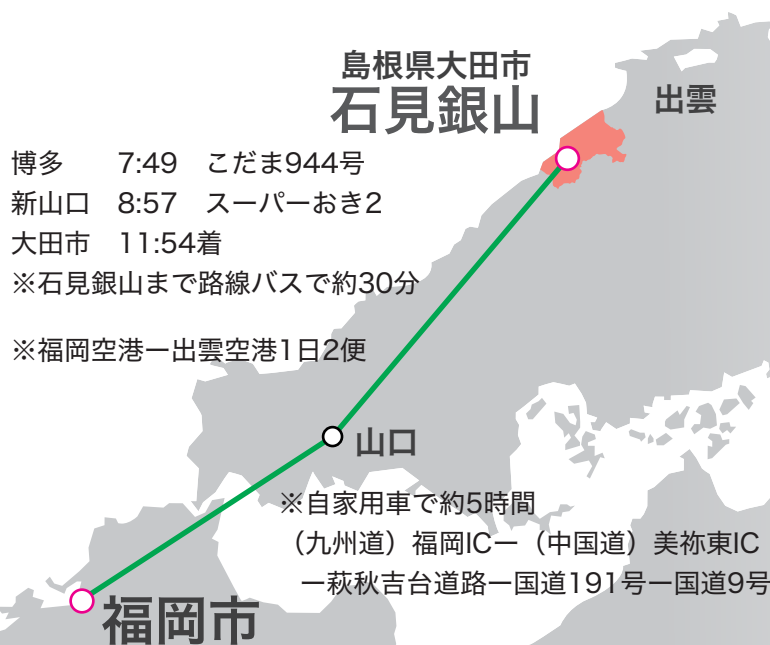 島根県大田市
石見銀山
出雲
博多 7:49 こだま944号
新山口 8:57 スーパーおき2
大田市 11:54着
※石見銀山まで路線バスで約30分
※福岡空港ー出雲空港1日2便
山口
※自家用車で約5時間
（九州道）福岡ICー（中国道）美祢東IC
ー萩秋吉台道路ー国道191号ー国道9号
福岡市